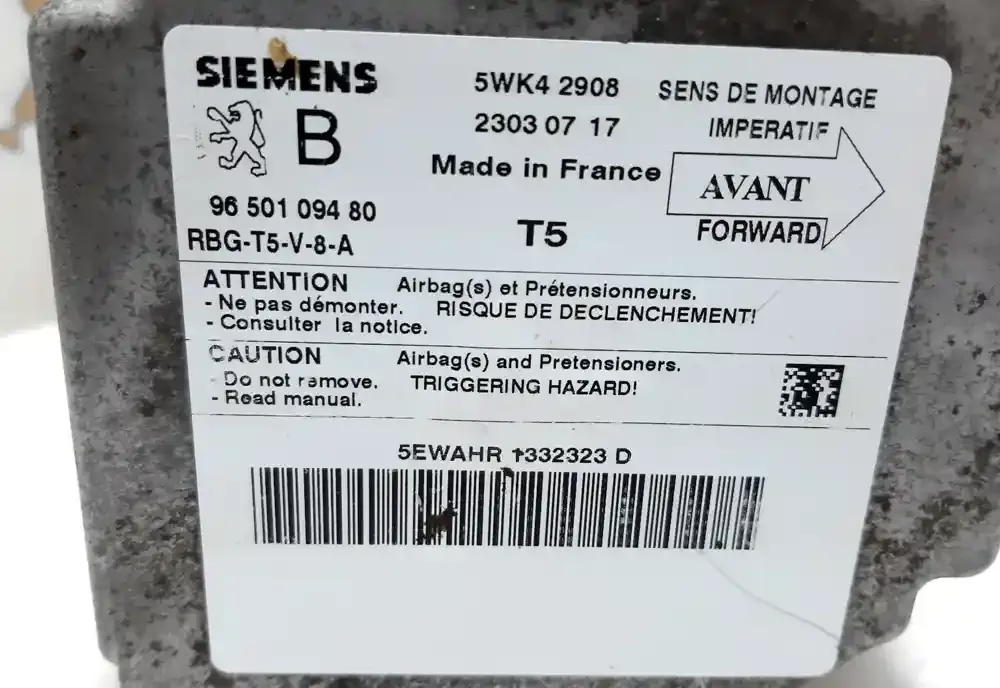 SIEMENS
B
96 501 094 80
RBG-T5-V-8-A
5WK4 2908
2303 07 17
Made in France
T5
SENS DE MONTAGE
IMPERATIF
AVANT
FORWARD
ATTENTION Airbag(s) et Prétensionneurs.
- Ne pas démonter. RISQUE DE DECLENCHEMENT!
- Consulter la notice.
CAUTION Airbag(s) and Pretensioners.
- Do not remove. TRIGGERING HAZARD!
- Read manual.
5EWAHR 1332323 D